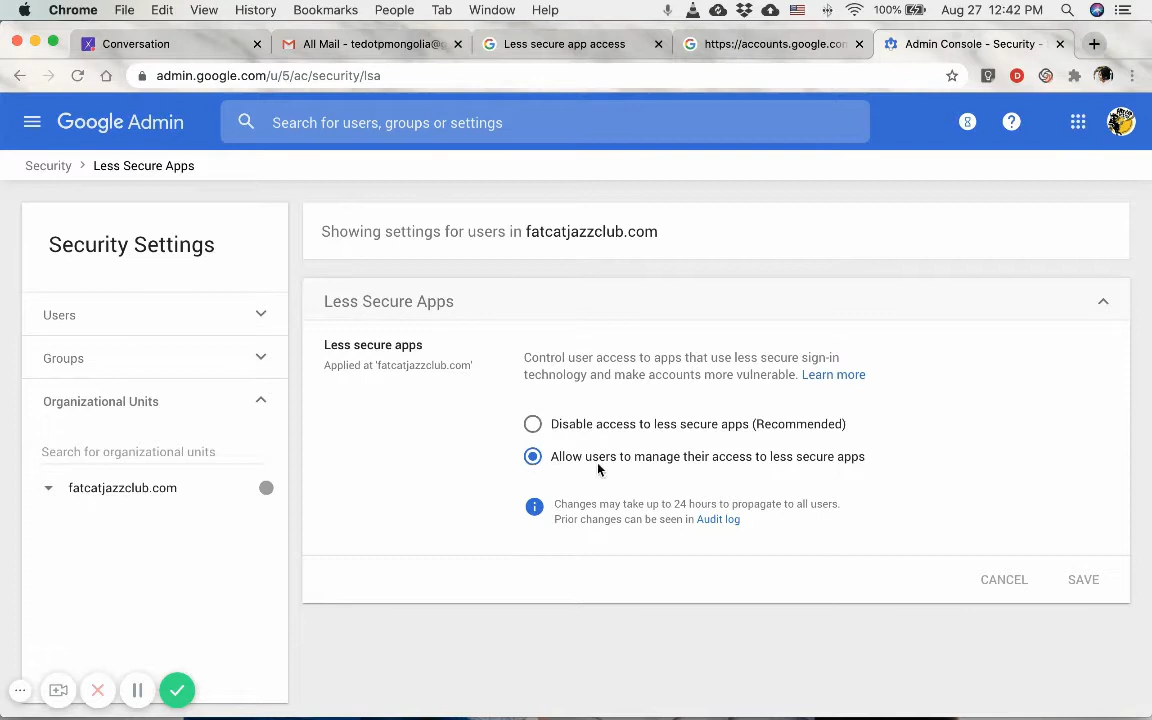 Chrome File Edit View History Bookmarks People Tab Window Help 100% Aug 27 12:42 PM
Conversation All Mail - tedotpmongolia@ Less secure app access https://accounts.google.com Admin Console - Security -
admin.google.com/u/5/ac/security/lsa
Google Admin Search for users, groups or settings
Security > Less Secure Apps
Security Settings
Users
Groups
Organizational Units
Search for organizational units
fatcatjazzclub.com
Showing settings for users in fatcatjazzclub.com
Less Secure Apps
Less secure apps
Applied at 'fatcatjazzclub.com'
Control user access to apps that use less secure sign-in
technology and make accounts more vulnerable. Learn more
Disable access to less secure apps (Recommended)
Allow users to manage their access to less secure apps
Changes may take up to 24 hours to propagate to all users.
Prior changes can be seen in Audit log
CANCEL SAVE